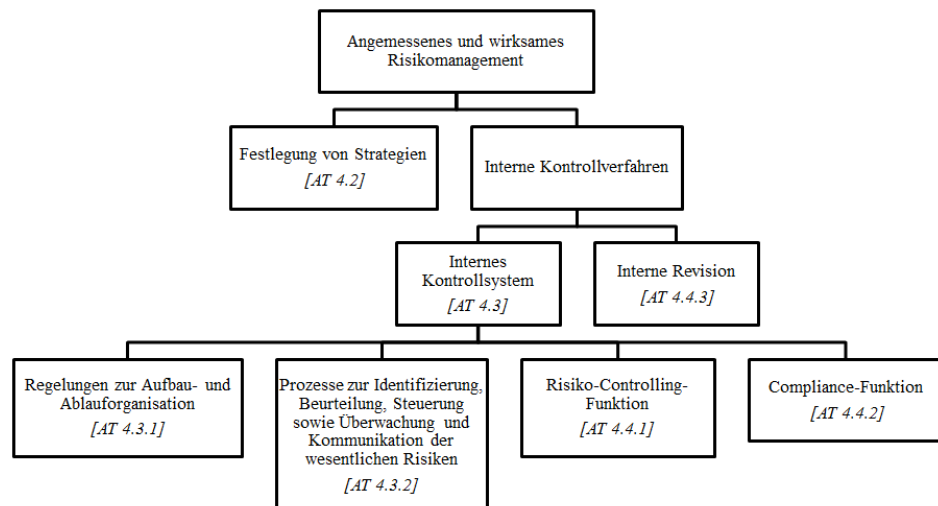 Angemessenes und wirksames
Risikomanagement
Festlegung von Strategien
[AT 4.2]
Interne Kontrollverfahren
Internes
Kontrollsystem
[AT 4.3]
Interne Revision
[AT 4.4.3]
Regelungen zur Aufbau- und
Ablauforganisation
[AT 4.3.1]
Prozesse zur Identifizierung,
Beurteilung, Steuerung
sowie Überwachung und
Kommunikation der
wesentlichen Risiken
[AT 4.3.2]
Risiko-Controlling-
Funktion
[AT 4.4.1]
Compliance-Funktion
[AT 4.4.2]